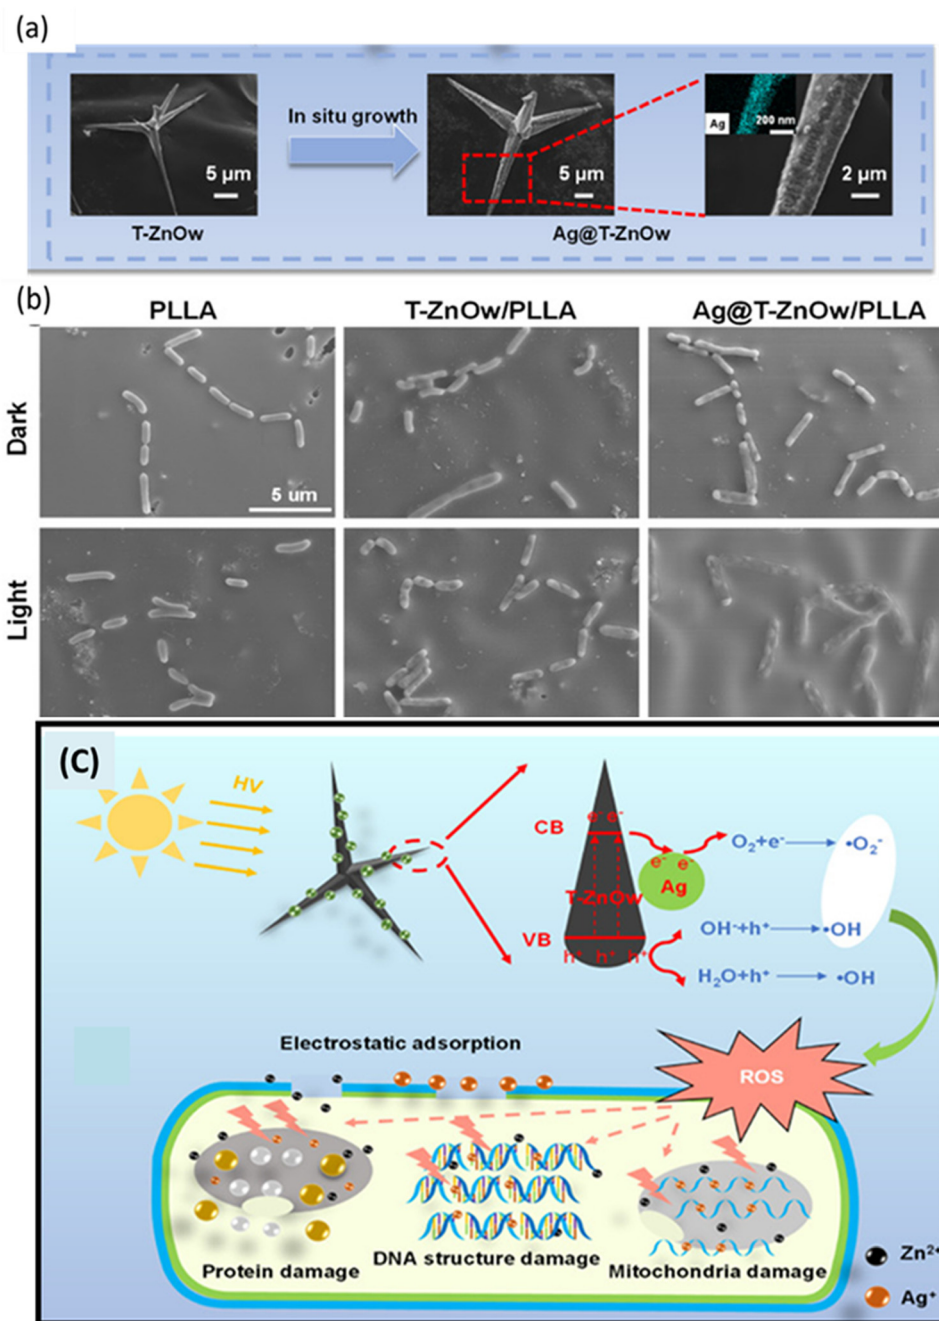 (a)
In situ growth
Ag
200 nm
5 µm
5 µm
2 µm
T-ZnOw
Ag@T-ZnOw
(b)
PLLA
T-ZnOw/PLLA
Ag@T-ZnOw/PLLA
Dark
5 um
Light
(C)
HV
CB
e⁻ e⁻
e⁻ e⁻
Ag
T-ZnOw
VB
h⁺ h⁺ h⁺
O₂+e⁻
•O₂⁻
OH⁻+h⁺
•OH
H₂O+h⁺
•OH
Electrostatic adsorption
ROS
Protein damage
DNA structure damage
Mitochondria damage
Zn²⁺
Ag⁺